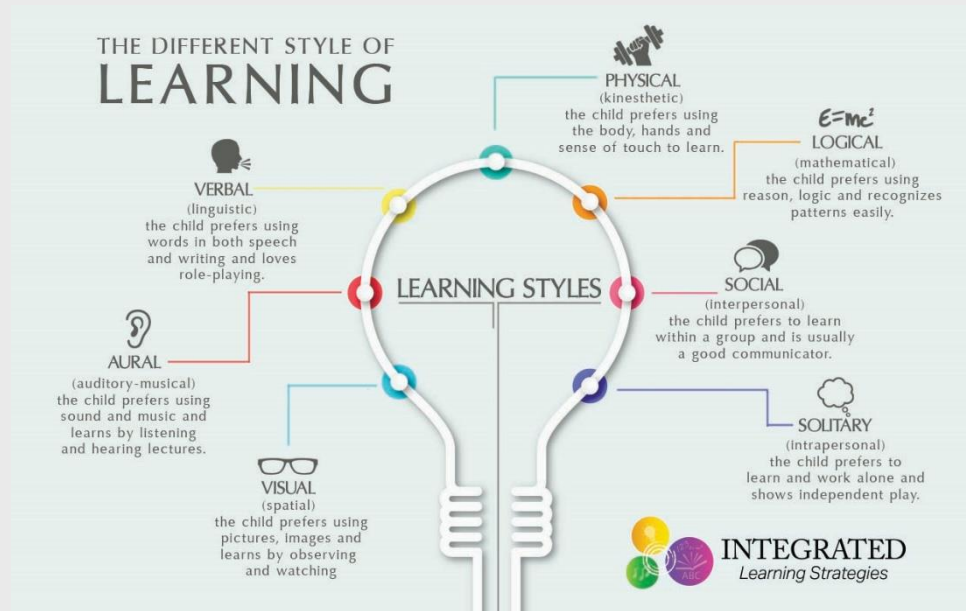 THE DIFFERENT STYLE OF
LEARNING
PHYSICAL
(kinesthetic)
the child prefers using
the body, hands and
sense of touch to learn.
E=mc²
LOGICAL
(mathematical)
the child prefers using
reason, logic and recognizes
patterns easily.
VERBAL
(linguistic)
the child prefers using
words in both speech
and writing and loves
role-playing.
LEARNING STYLES
SOCIAL
(interpersonal)
the child prefers to learn
within a group and is usually
a good communicator.
AURAL
(auditory-musical)
the child prefers using
sound and music and
learns by listening
and hearing lectures.
SOLITARY
(intrapersonal)
the child prefers to
learn and work alone and
shows independent play.
VISUAL
(spatial)
the child prefers using
pictures, images and
learns by observing
and watching
ABC
INTEGRATED
Learning Strategies